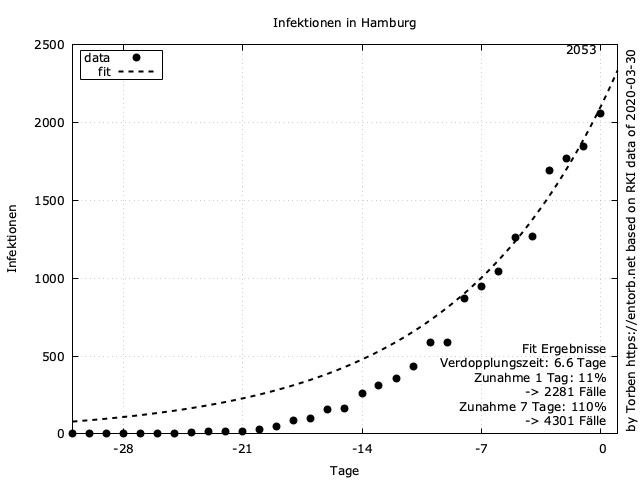 Infektionen in Hamburg
2500
2000
1500
1000
500
0
Infektionen
data
fit
2053
Fit Ergebnisse
Verdopplungszeit: 6.6 Tage
Zunahme 1 Tag: 11%
-> 2281 Fälle
Zunahme 7 Tage: 110%
-> 4301 Fälle
-28 -21 -14 -7 0
Tage
by Torben https://entorb.net based on RKI data of 2020-03-30